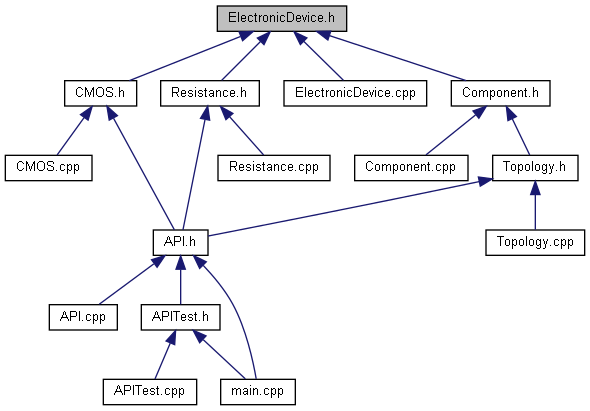 ElectronicDevice.h
CMOS.h
Resistance.h
ElectronicDevice.cpp
Component.h
CMOS.cpp
Resistance.cpp
Component.cpp
Topology.h
API.h
Topology.cpp
API.cpp
APITest.h
APITest.cpp
main.cpp